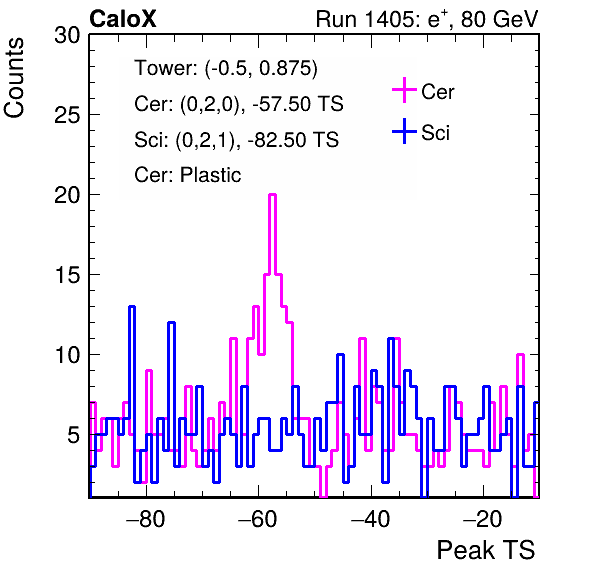 CaloX Run 1405: e⁺, 80 GeV
Counts
30
25
20
15
10
5
Tower: (-0.5, 0.875)
Cer: (0,2,0), -57.50 TS
Sci: (0,2,1), -82.50 TS
Cer: Plastic
Cer
Sci
−80 −60 −40 −20
Peak TS